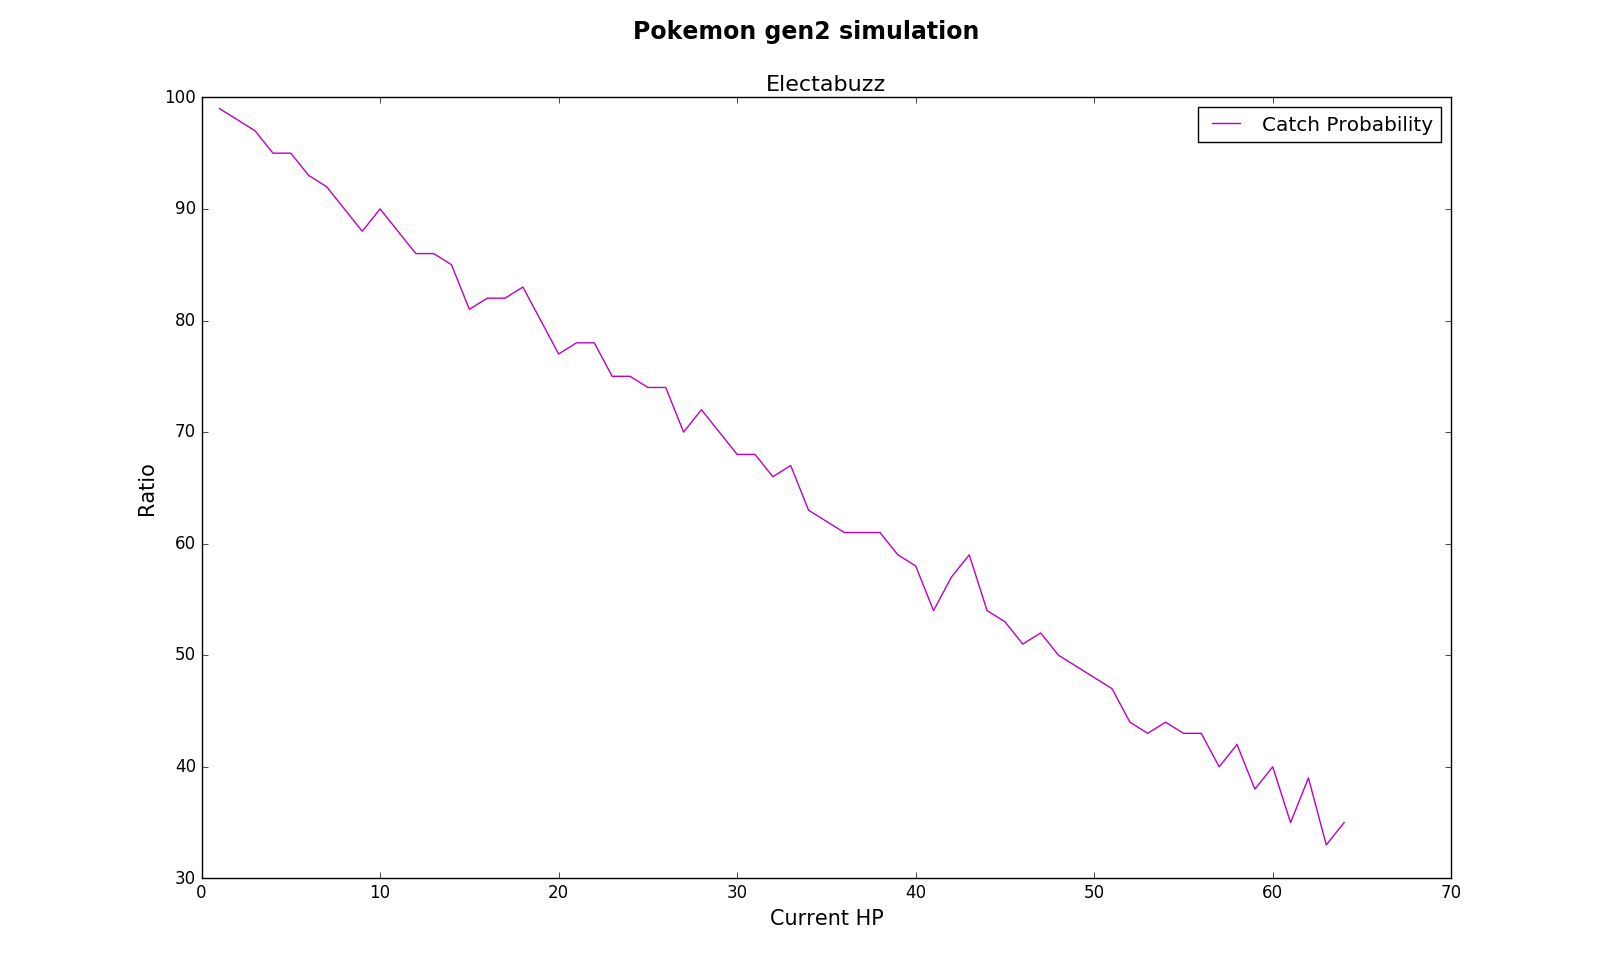 Pokemon gen2 simulation
Electabuzz
100
90
80
70
60
50
40
30
Catch Probability
Ratio
0 10 20 30 40 50 60 70
Current HP